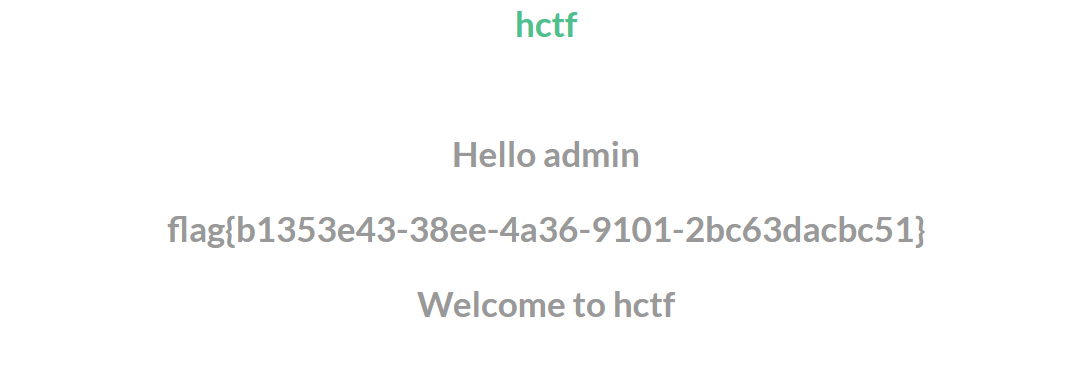 hctf
Hello admin
flag{b1353e43-38ee-4a36-9101-2bc63dacbc51}
Welcome to hctf